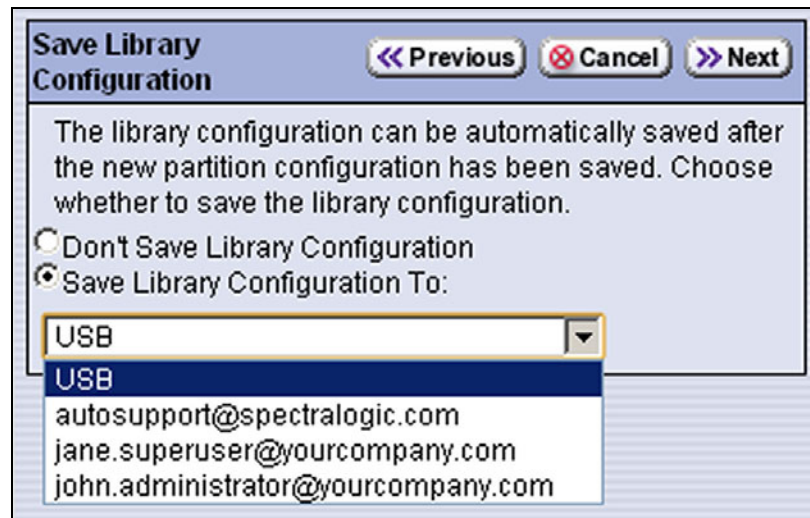 Save Library
Configuration
Previous
Cancel
Next
The library configuration can be automatically saved after
the new partition configuration has been saved. Choose
whether to save the library configuration.
Don't Save Library Configuration
Save Library Configuration To:
USB
USB
autosupport@spectralogic.com
jane.superuser@yourcompany.com
john.administrator@yourcompany.com